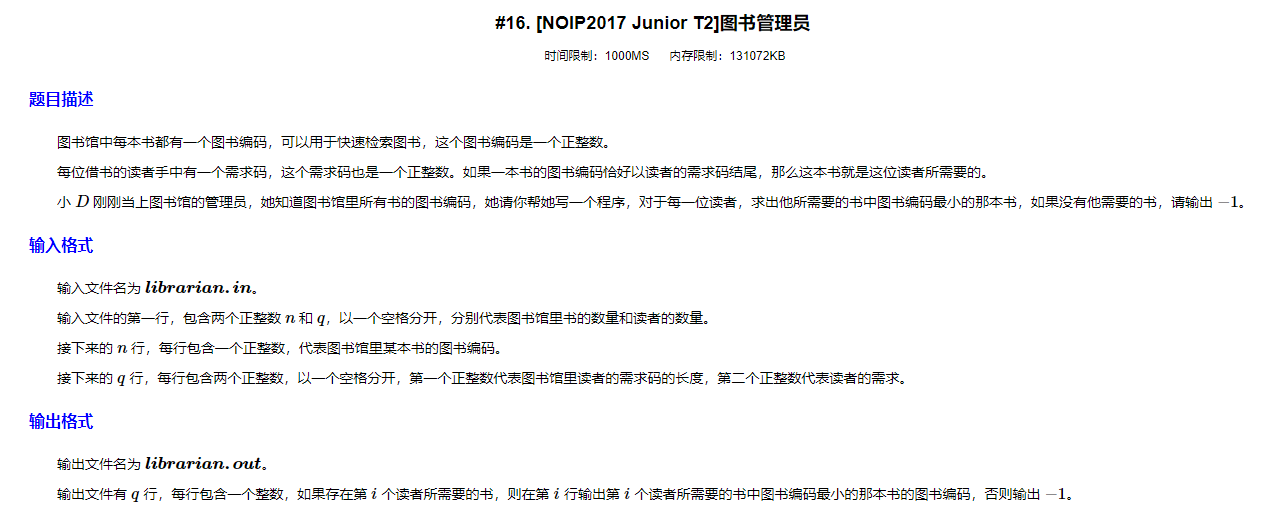 #16. [NOIP2017 Junior T2]图书管理员
时间限制：1000MS 内存限制：131072KB
题目描述
图书馆中每本书都有一个图书编码，可以用于快速检索图书，这个图书编码是一个正整数。
每位借书的读者手中有一个需求码，这个需求码也是一个正整数。如果一本书的图书编码恰好以读者的需求码结尾，那么这本书就是这位读者所需要的。
小 D 刚刚当上图书馆的管理员，她知道图书馆里所有书的图书编码，她请你帮她写一个程序，对于每一位读者，求出他所需要的书中图书编码最小的那本书，如果没有他需要的书，请输出 −1。
输入格式
输入文件名为 librarian.in。
输入文件的第一行，包含两个正整数 n 和 q，以一个空格分开，分别代表图书馆里书的数量和读者的数量。
接下来的 n 行，每行包含一个正整数，代表图书馆里某本书的图书编码。
接下来的 q 行，每行包含两个正整数，以一个空格分开，第一个正整数代表图书馆里读者的需求码的长度，第二个正整数代表读者的需求。
输出格式
输出文件名为 librarian.out。
输出文件有 q 行，每行包含一个整数，如果存在第 i 个读者所需要的书，则在第 i 行输出第 i 个读者所需要的书中图书编码最小的那本书的图书编码，否则输出 −1。